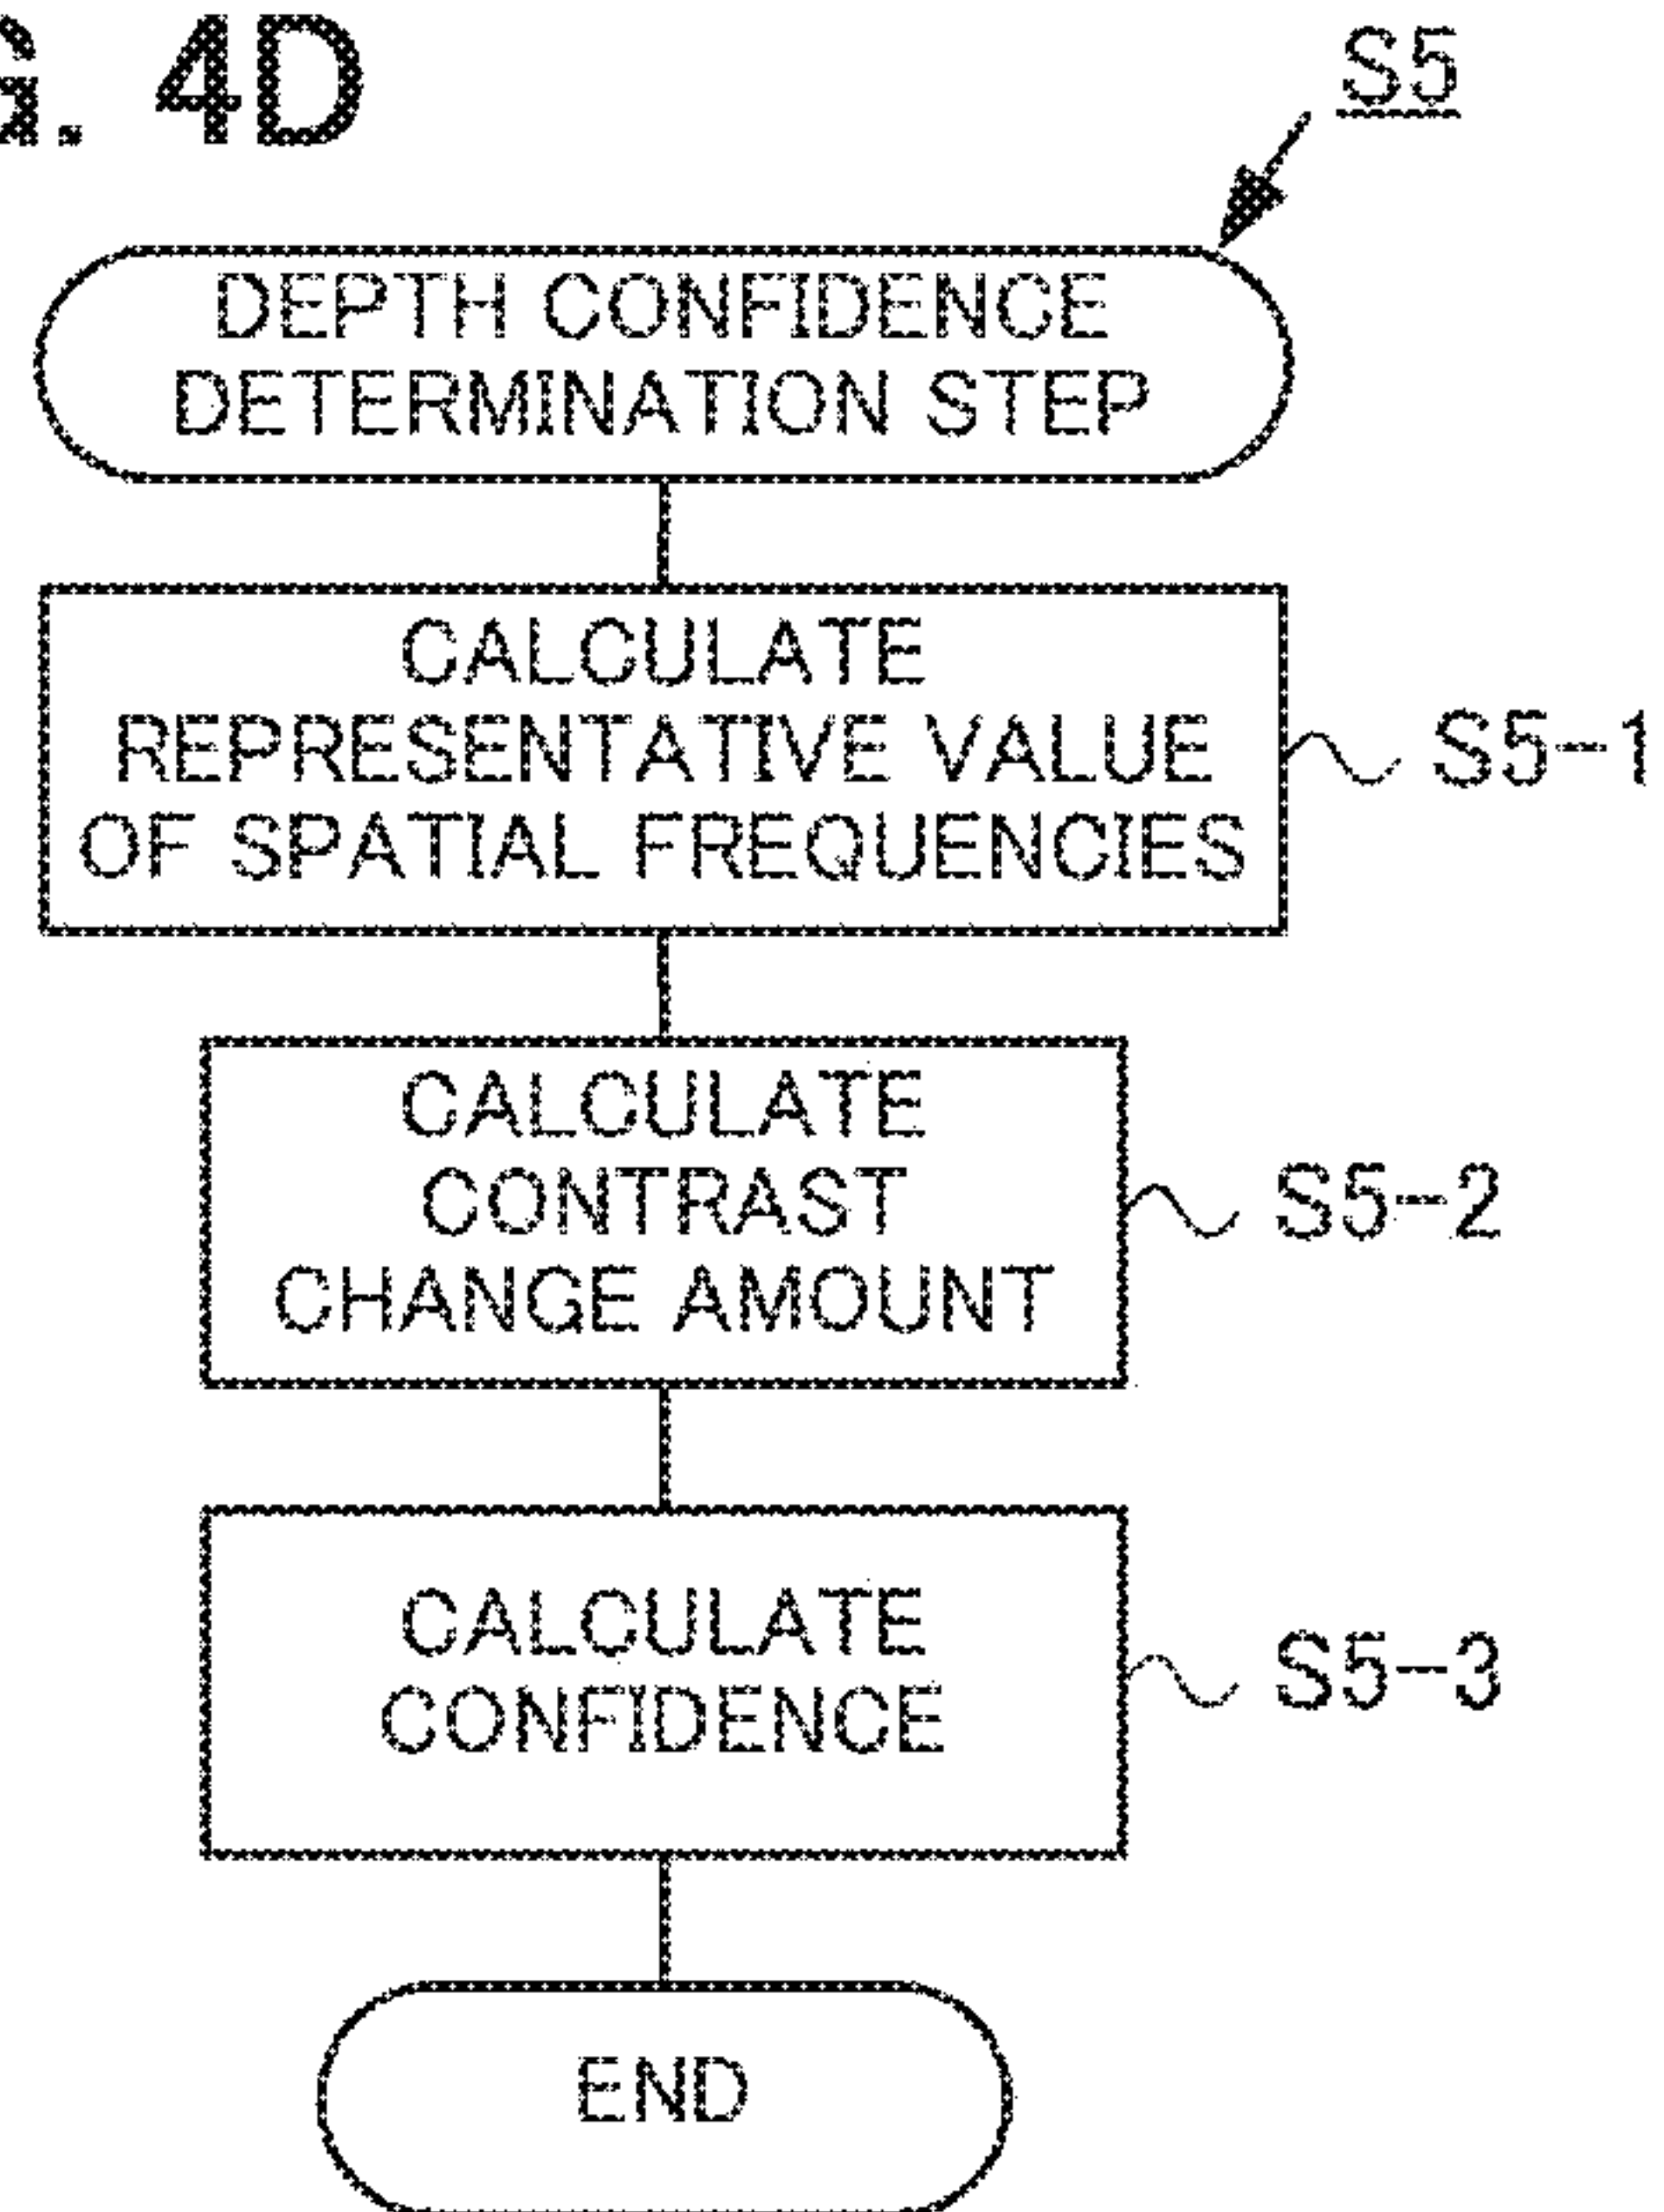 G. 4D
S5
DEPTH CONFIDENCE
DETERMINATION STEP
CALCULATE
REPRESENTATIVE VALUE
OF SPATIAL FREQUENCIES
S5-1
CALCULATE
CONTRAST
CHANGE AMOUNT
S5-2
CALCULATE
CONFIDENCE
S5-3
END